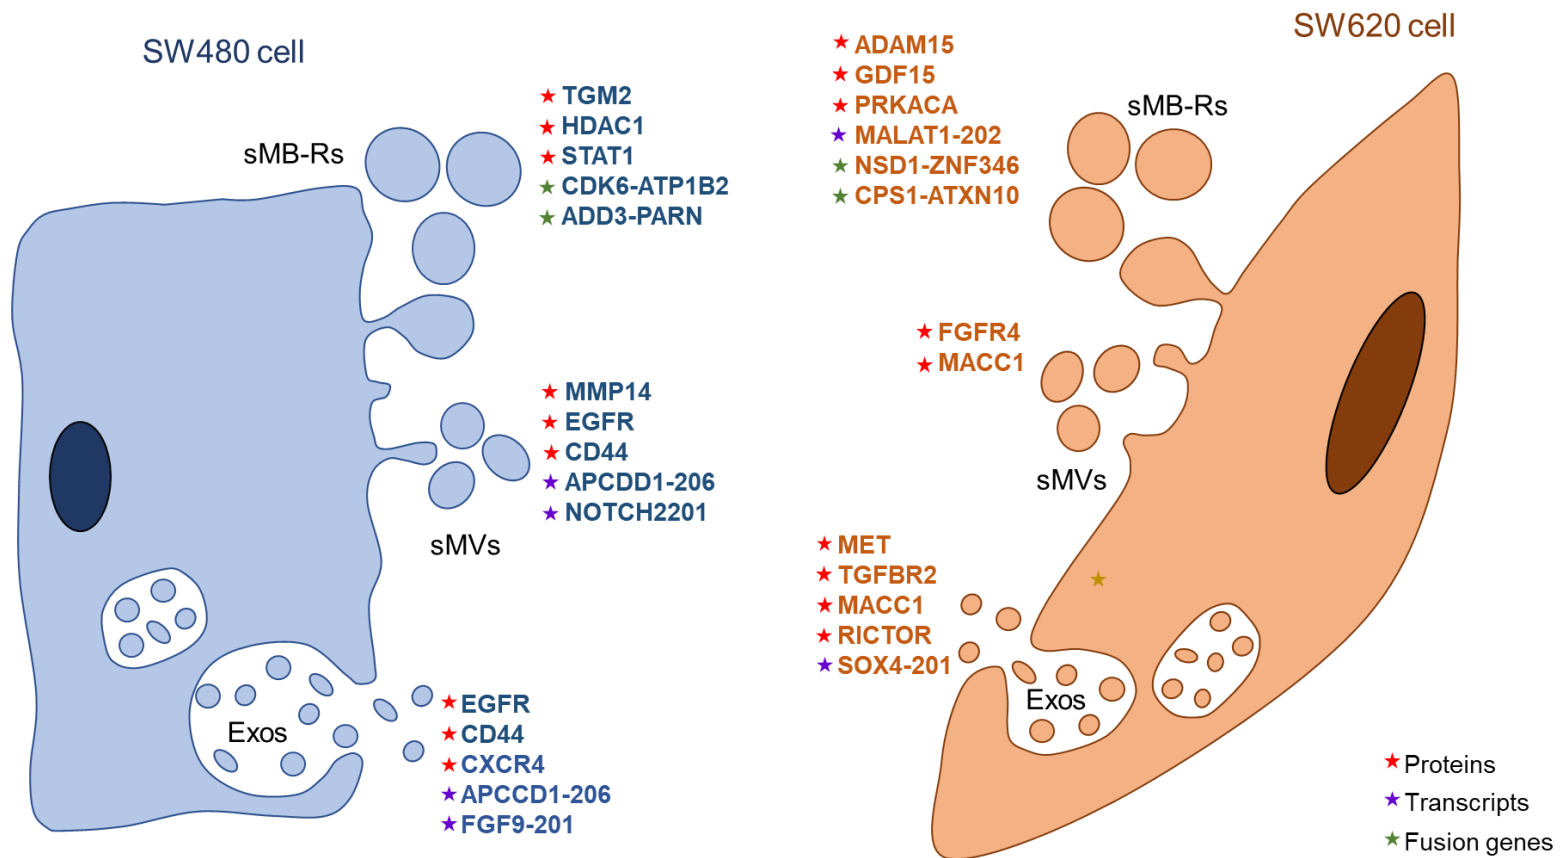 SW480 cell
sMB-Rs
TGM2
HDAC1
STAT1
CDK6-ATP1B2
ADD3-PARN
MMP14
EGFR
CD44
APCDD1-206
NOTCH2201
sMVs
Exos
EGFR
CD44
CXCR4
APCCD1-206
FGF9-201
SW620 cell
ADAM15
GDF15
PRKACA
MALAT1-202
NSD1-ZNF346
CPS1-ATXN10
sMB-Rs
FGFR4
MACC1
sMVs
MET
TGFBR2
MACC1
RICTOR
SOX4-201
Exos
Proteins
Transcripts
Fusion genes